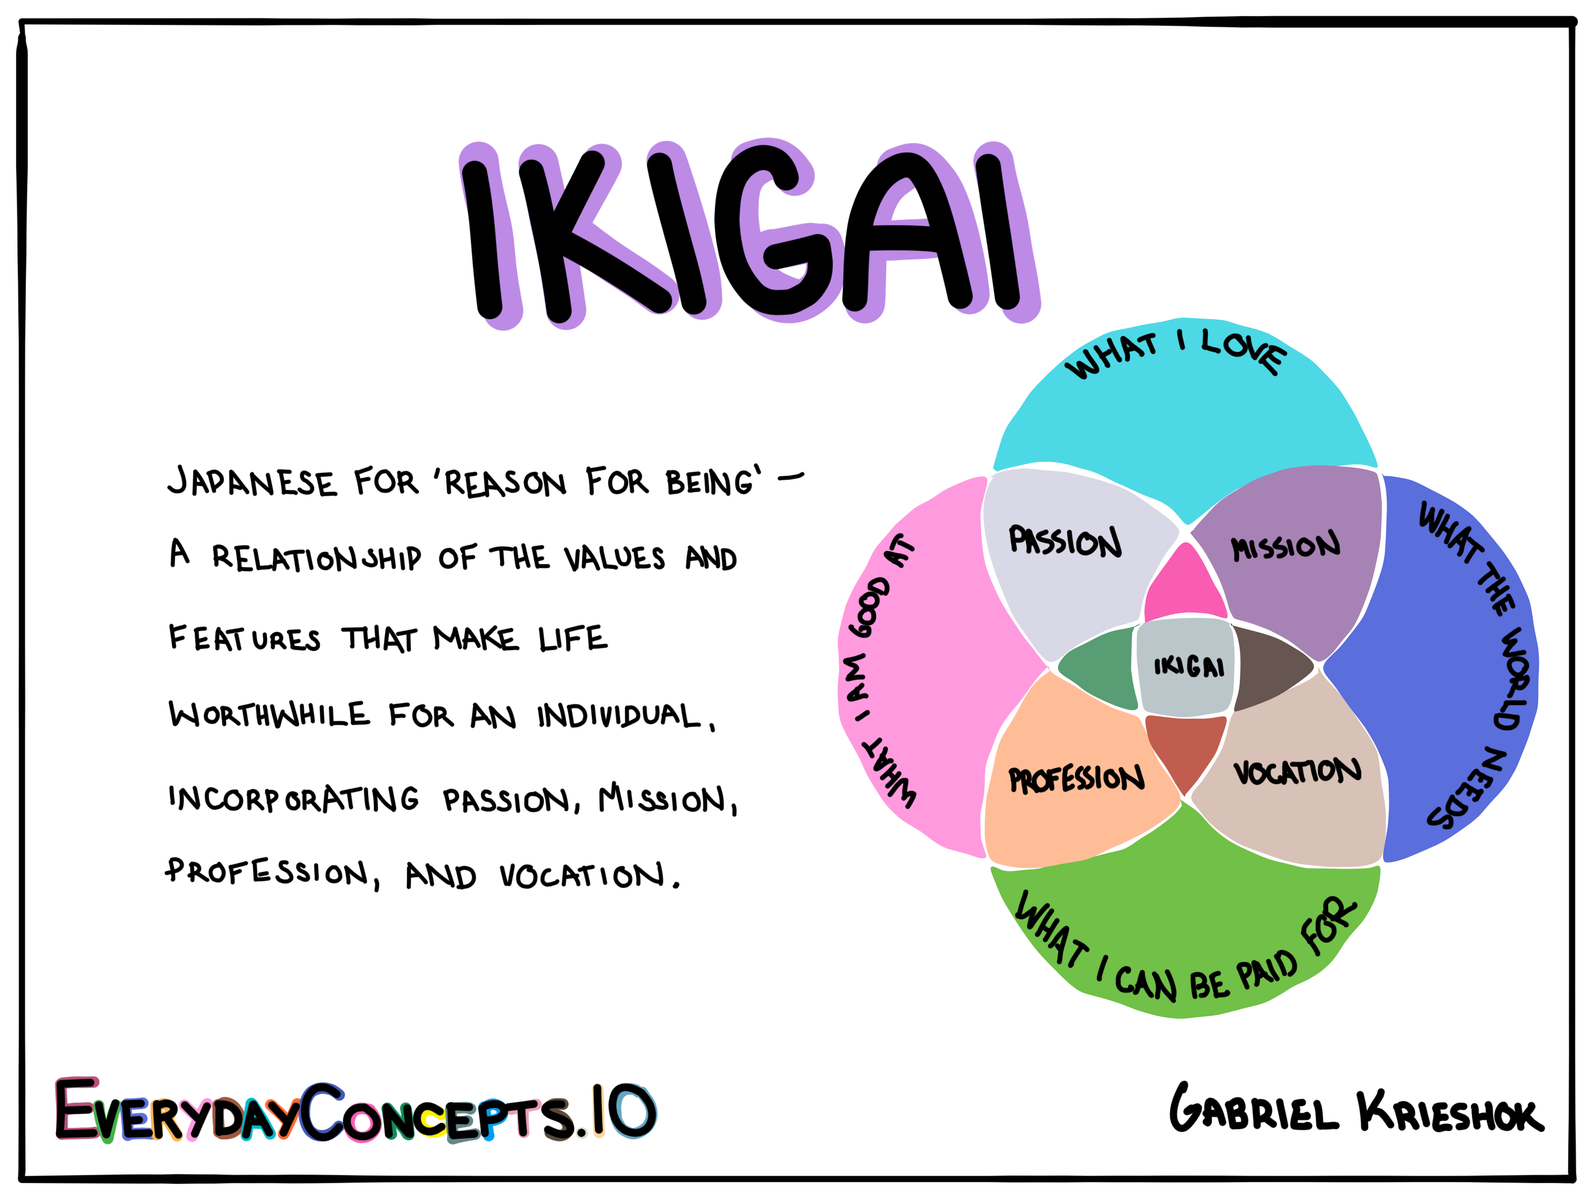 IKIGAI
JAPANESE FOR 'REASON FOR BEING' —
A RELATIONSHIP OF THE VALUES AND
FEATURES THAT MAKE LIFE
WORTHWHILE FOR AN INDIVIDUAL,
INCORPORATING PASSION, MISSION,
PROFESSION, AND VOCATION.
WHAT I LOVE
WHAT I AM GOOD AT
WHAT THE WORLD NEEDS
WHAT I CAN BE PAID FOR
PASSION
MISSION
IKIGAI
PROFESSION
VOCATION
EVERYDAYCONCEPTS.IO
GABRIEL KRIESHOK